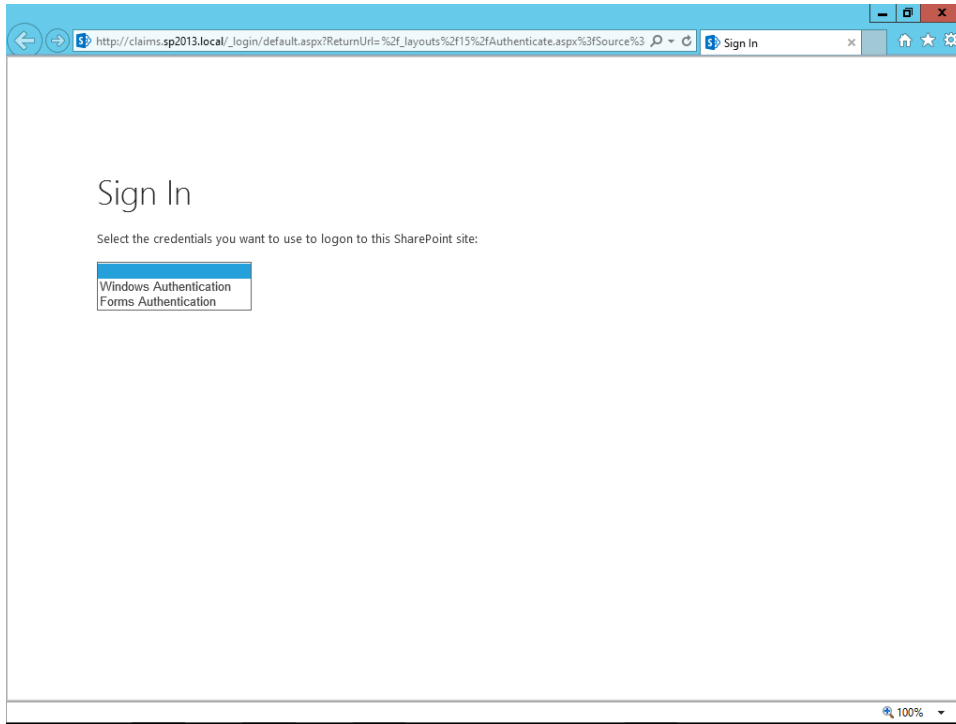 http://claims.sp2013.local/_login/default.aspx?ReturnUrl=%2f_layouts%2f15%2fAuthenticate.aspx%3fSource%3
Sign In
Sign In
Select the credentials you want to use to logon to this SharePoint site:
Windows Authentication
Forms Authentication
100%